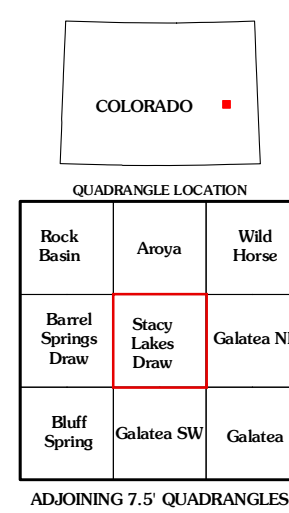 COLORADO
QUADRANGLE LOCATION
Rock
Basin
Aroya
Wild
Horse
Barrel
Springs
Draw
Stacy
Lakes
Draw
Galatea
Bluff
Spring
Galatea SW
Galatea
ADJOINING 7.5' QUADRANGLES